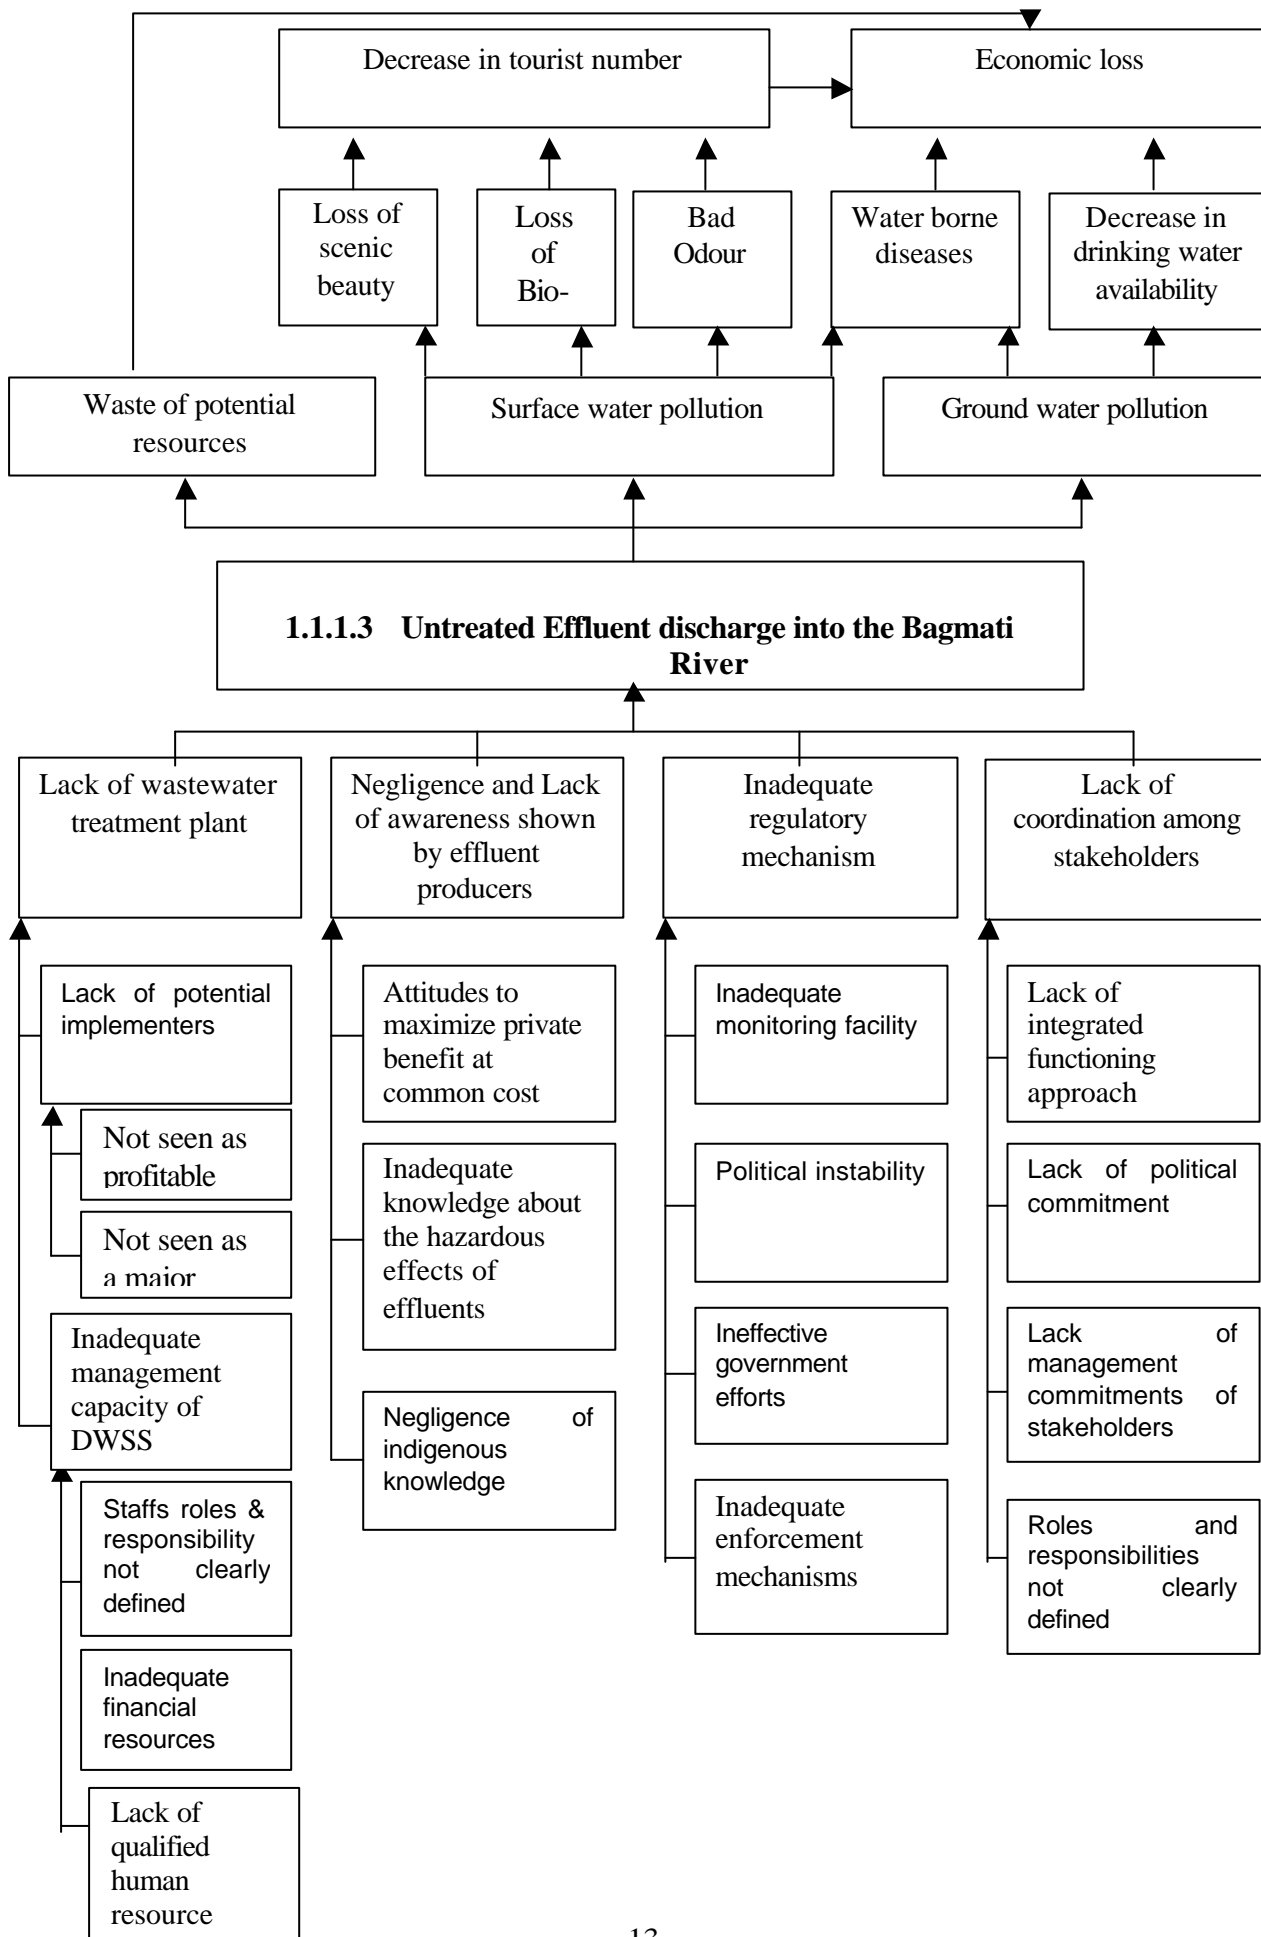 Decrease in tourist number
Economic loss
Loss of
scenic
beauty
Loss
of
Bio-
Bad
Odour
Water borne
diseases
Decrease in
drinking water
availability
Waste of potential
resources
Surface water pollution
Ground water pollution
1.1.1.3 Untreated Effluent discharge into the Bagmati
River
Lack of wastewater
treatment plant
Negligence and Lack
of awareness shown
by effluent
producers
Inadequate
regulatory
mechanism
Lack of
coordination among
stakeholders
Lack of potential
implementers
Not seen as
profitable
Not seen as
a major
Inadequate
management
capacity of
DWSS
Staffs roles &
responsibility
not clearly
defined
Inadequate
financial
resources
Lack of
qualified
human
resource
Attitudes to
maximize private
benefit at
common cost
Inadequate
knowledge about
the hazardous
effects of
effluents
Negligence of
indigenous
knowledge
Inadequate
monitoring facility
Political instability
Ineffective
government
efforts
Inadequate
enforcement
mechanisms
Lack of
integrated
functioning
approach
Lack of political
commitment
Lack of
management
commitments of
stakeholders
Roles and
responsibilities
not clearly
defined
13